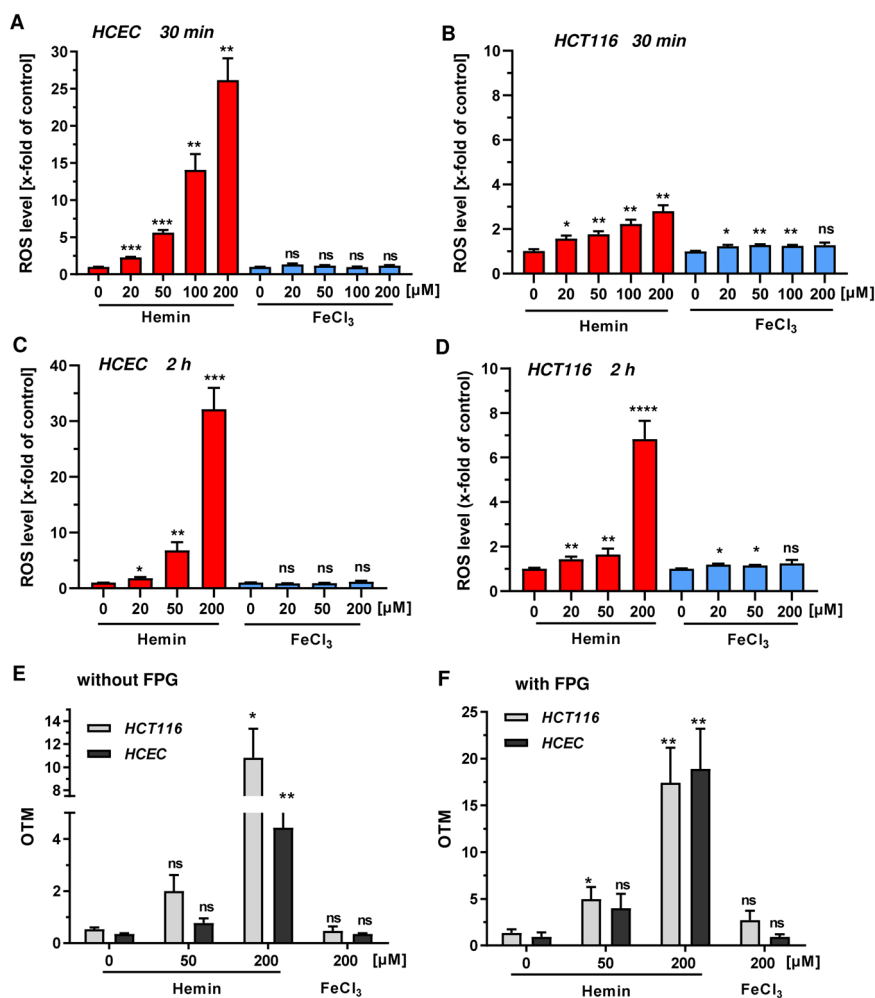 A
HCEC 30 min
ROS level [x-fold of control]
30
25
20
15
10
5
0
*** *** ** ** ns ns ns ns
0 20 50 100 200 0 20 50 100 200 [µM]
Hemin FeCl₃
B
HCT116 30 min
ROS level [x-fold of control]
10
8
6
4
2
0
* ** ** ** * ** ** ns
0 20 50 100 200 0 20 50 100 200 [µM]
Hemin FeCl₃
C
HCEC 2 h
ROS level [x-fold of control]
40
30
20
10
0
* ** *** ns ns ns
0 20 50 200 0 20 50 200 [µM]
Hemin FeCl₃
D
HCT116 2 h
ROS level (x-fold of control)
10
8
6
4
2
0
** ** **** * * ns
0 20 50 200 0 20 50 200 [µM]
Hemin FeCl₃
E
without FPG
HCT116
HCEC
OTM
14
13
12
11
10
9
8
4
2
0
ns ns * ** ns ns
0 50 200 200 [µM]
Hemin FeCl₃
F
with FPG
HCT116
HCEC
OTM
25
20
15
10
5
0
* ns ** ** ns ns
0 50 200 200 [µM]
Hemin FeCl₃